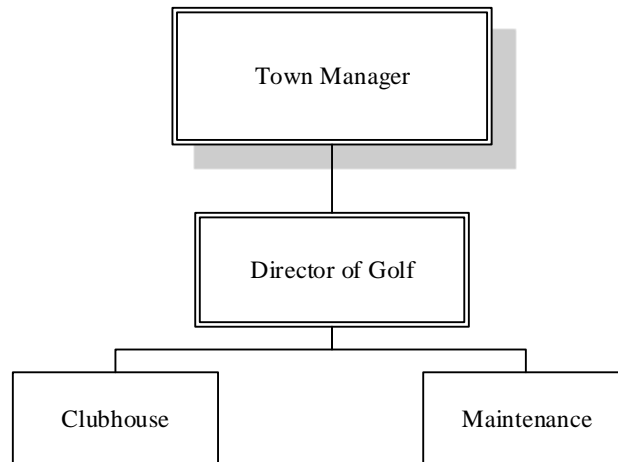 Town Manager
Director of Golf
Clubhouse
Maintenance